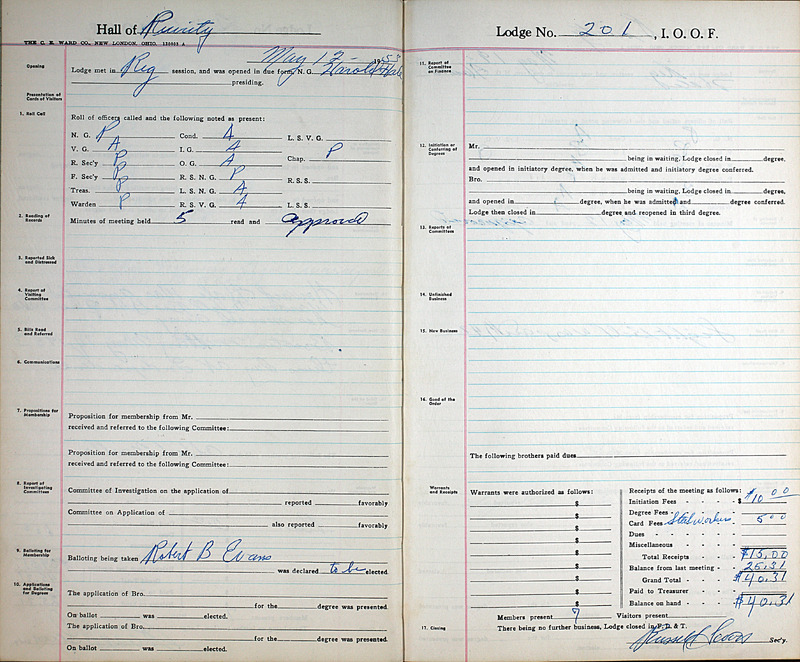 Hall of
THE C. E. WARD CO., NEW LONDON, OHIO. 130003 A
May 12 1953
Opening
Lodge met in Reg session, and was opened in due form, N. G. Harold
presiding.
Presentation of
Cards of Visitors
1. Roll Call
Roll of officers called and the following noted as present:
N. G. P Cond. A L. S. V. G.
V. G. A I. G. A
R. Sec'y P O. G. A Chap. P
F. Sec'y P R. S. N. G. P R. S. S.
Treas. P L. S. N. G. A
Warden P R. S. V. G. A L. S. S.
2. Reading of
Records
Minutes of meeting held 5 read and approved
3. Reported Sick
and Distressed
4. Report of
Visiting
Committee
5. Bills Read
and Referred
6. Communications
7. Propositions for
Membership
Proposition for membership from Mr.
received and referred to the following Committee:
Proposition for membership from Mr.
received and referred to the following Committee:
8. Report of
Investigating
Committees
Committee of Investigation on the application of
reported favorably
Committee on Application of
also reported favorably
9. Balloting for
Membership
Balloting being taken Robert B Evans
was declared to be elected.
10. Applications
and Balloting
for Degrees
The application of Bro.
for the degree was presented.
On ballot was elected.
The application of Bro.
for the degree was presented.
On ballot was elected.
Lodge No. 201, I. O. O. F.
11. Report of
Committee
on Finance
12. Initiation or
Conferring of
Degrees
Mr.
being in waiting, Lodge closed in degree,
and opened in initiatory degree, when he was admitted and initiatory degree conferred.
Bro.
being in waiting, Lodge closed in degree,
and opened in degree, when he was admitted and degree conferred.
Lodge then closed in degree and reopened in third degree.
13. Reports of
Committees
14. Unfinished
Business
15. New Business
16. Good of the
Order
The following brothers paid dues
Warrants
and Receipts
Warrants were authorized as follows:
$
$
$
$
$
$
$
$
$
Receipts of the meeting as follows:
Initiation Fees - - - $ $10 00
Degree Fees
Card Fees 5 00
Dues
Miscellaneous
Total Receipts $15.00
Balance from last meeting - 25.31
Grand Total $40.31
Paid to Treasurer
Balance on hand $40.31
Members present 7 Visitors present
17. Closing
There being no further business, Lodge closed in F. D. & T.
Russell Evans Sec'y.